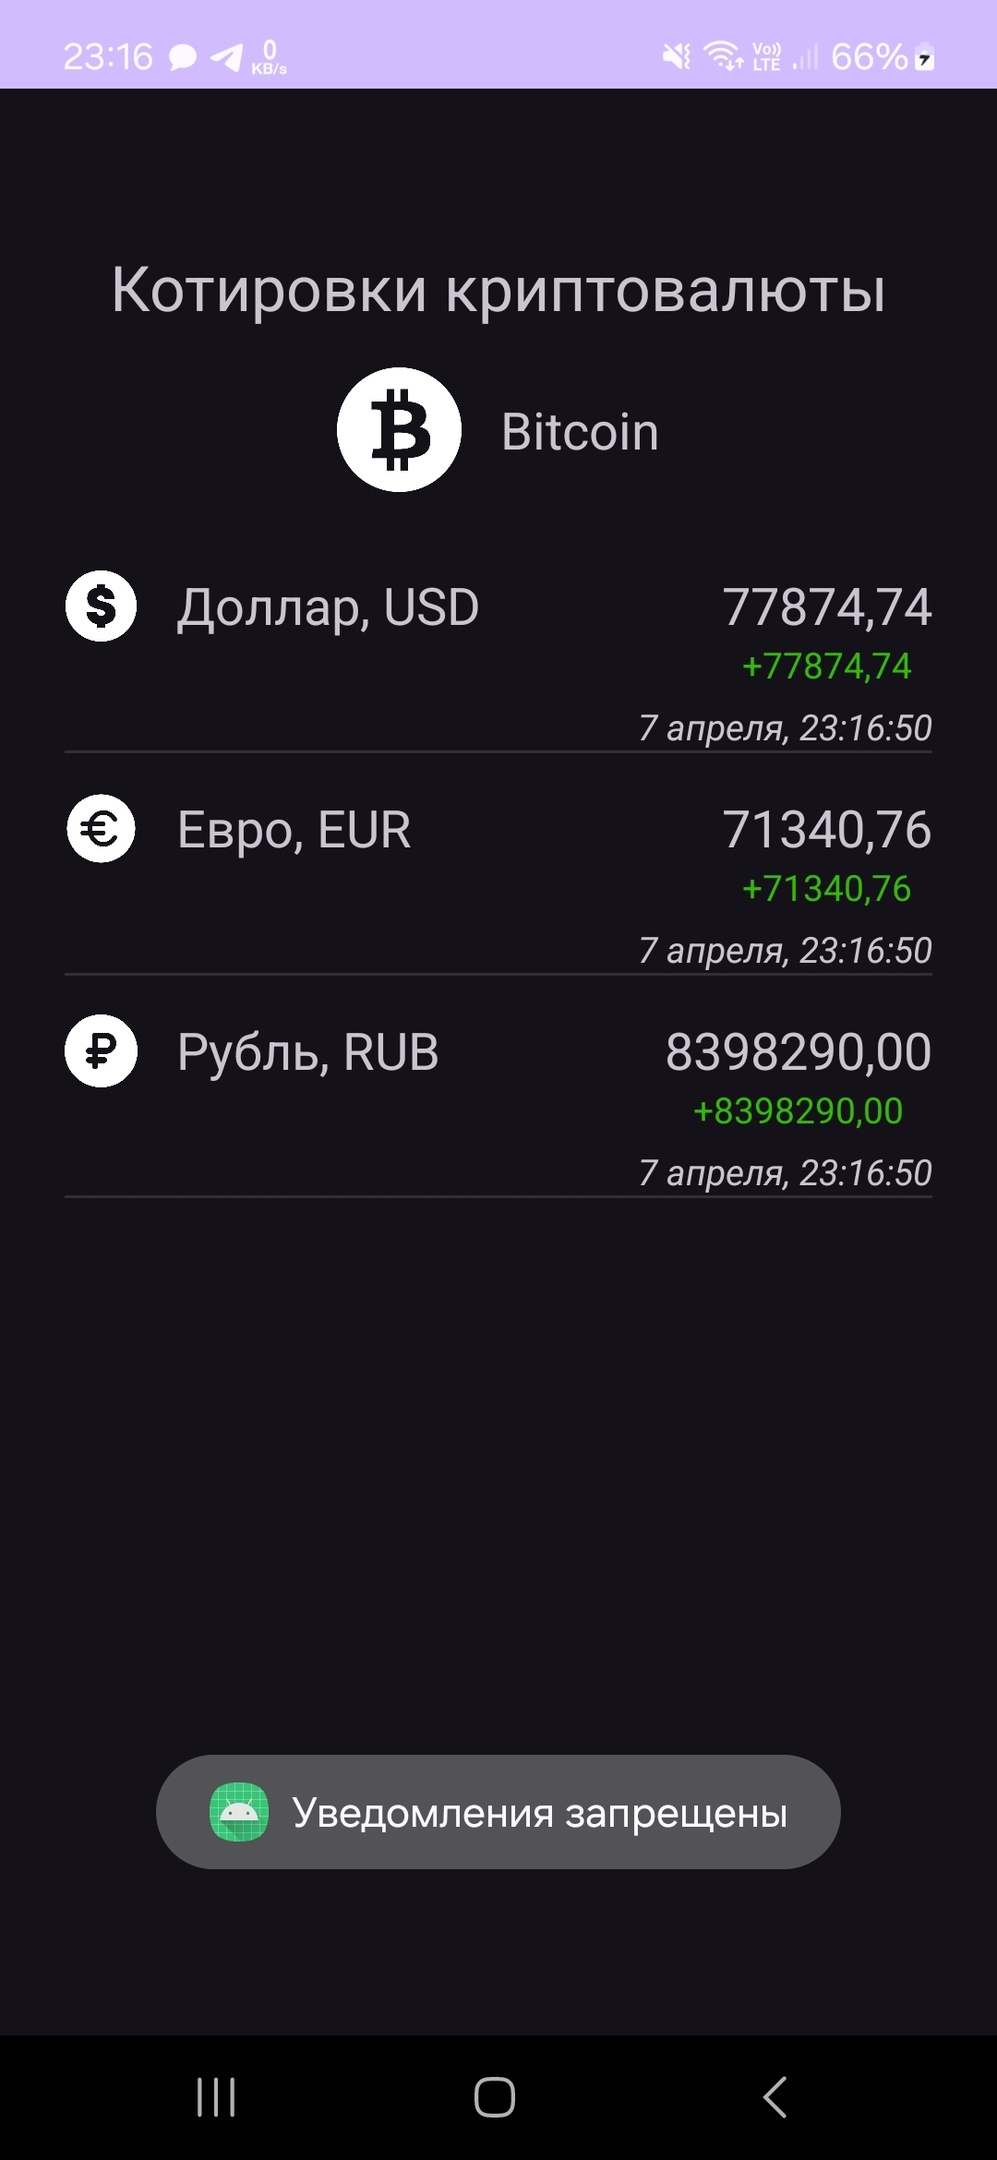 23:16 0 KB/s Vo)) LTE 66%
Котировки криптовалюты
Bitcoin
Доллар, USD 77874,74
+77874,74
7 апреля, 23:16:50
Евро, EUR 71340,76
+71340,76
7 апреля, 23:16:50
Рубль, RUB 8398290,00
+8398290,00
7 апреля, 23:16:50
Уведомления запрещены